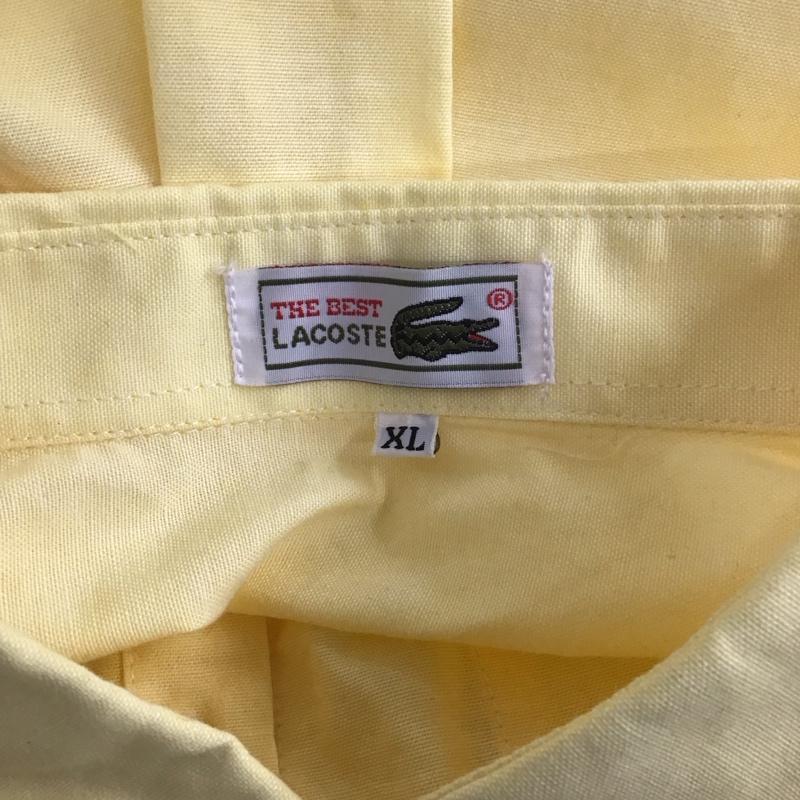 THE BEST
LACOSTE
®
XL